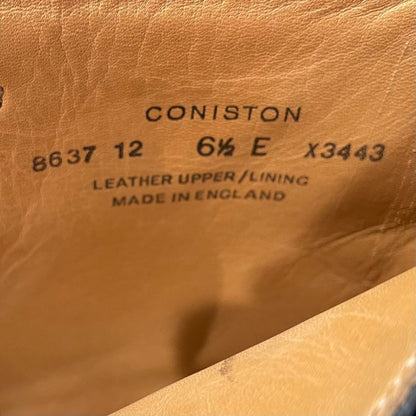 CONISTON
8637 12 6½ E X3443
LEATHER UPPER/LINING
MADE IN ENGLAND